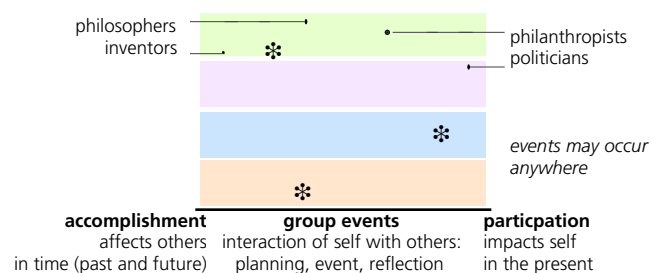 philosophers
inventors
philanthropists
politicians
events may occur
anywhere
accomplishment
affects others
in time (past and future)
group events
interaction of self with others:
planning, event, reflection
particpation
impacts self
in the present